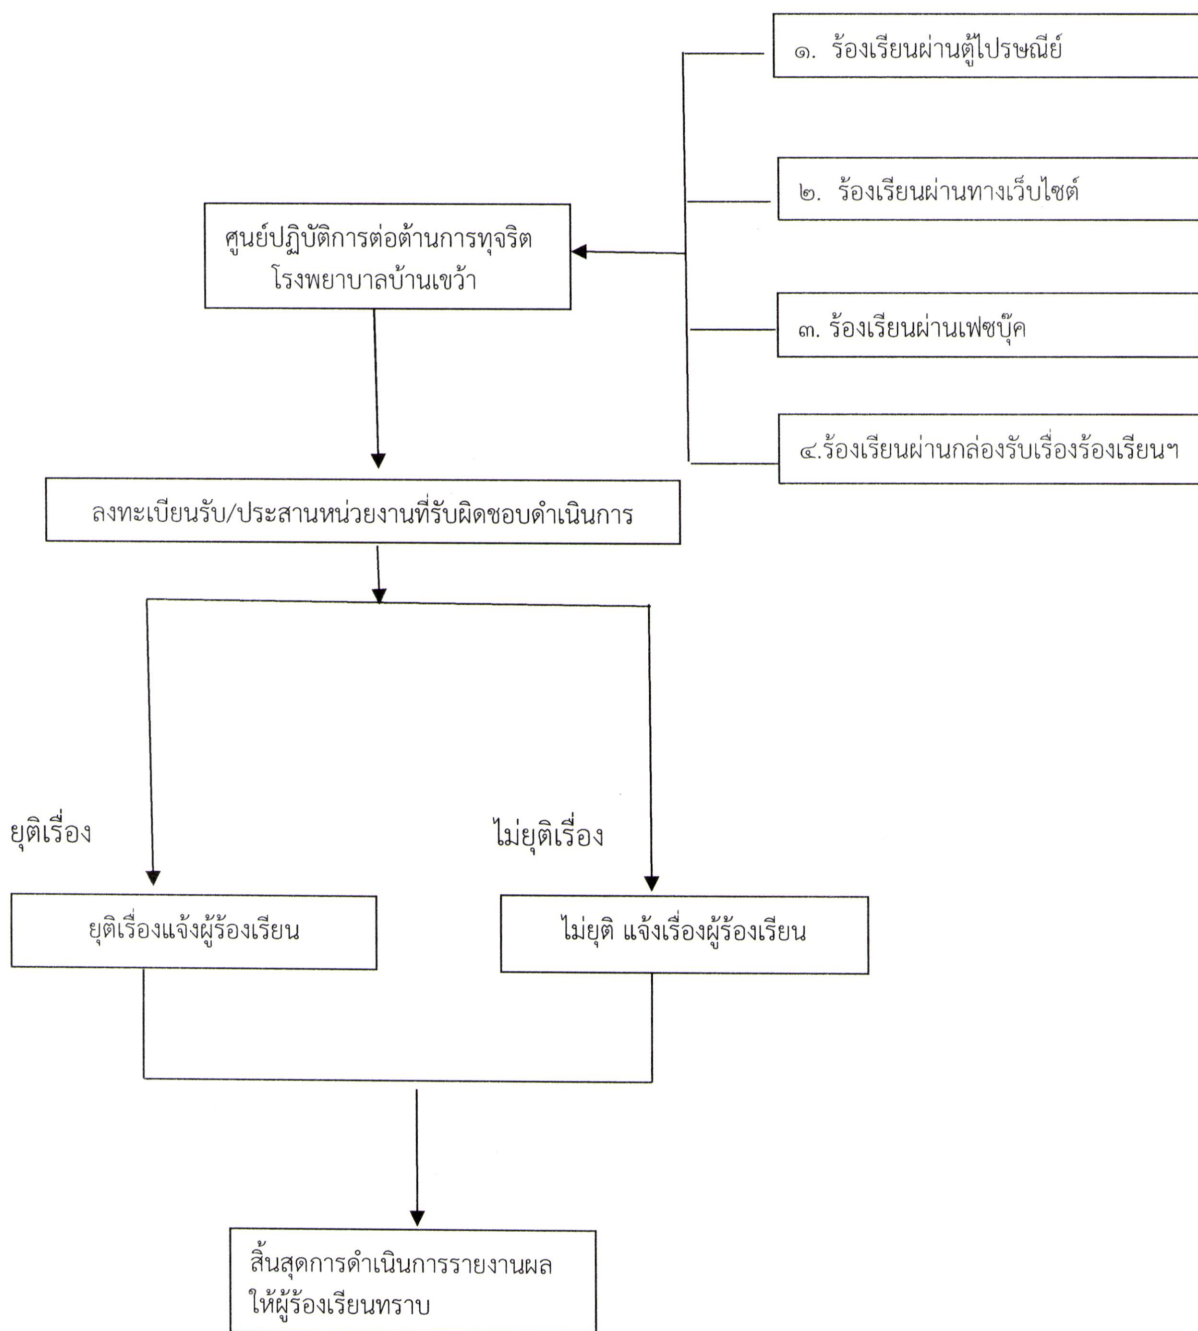 ๑. ร้องเรียนผ่านตู้ไปรษณีย์
๒. ร้องเรียนผ่านทางเว็บไซต์
ศูนย์ปฏิบัติการต่อต้านการทุจริต
โรงพยาบาลบ้านเขว้า
๓. ร้องเรียนผ่านเฟซบุ๊ค
๔.ร้องเรียนผ่านกล่องรับเรื่องร้องเรียนฯ
ลงทะเบียนรับ/ประสานหน่วยงานที่รับผิดชอบดำเนินการ
ยุติเรื่อง
ไม่ยุติเรื่อง
ยุติเรื่องแจ้งผู้ร้องเรียน
ไม่ยุติ แจ้งเรื่องผู้ร้องเรียน
สิ้นสุดการดำเนินการรายงานผล
ให้ผู้ร้องเรียนทราบ